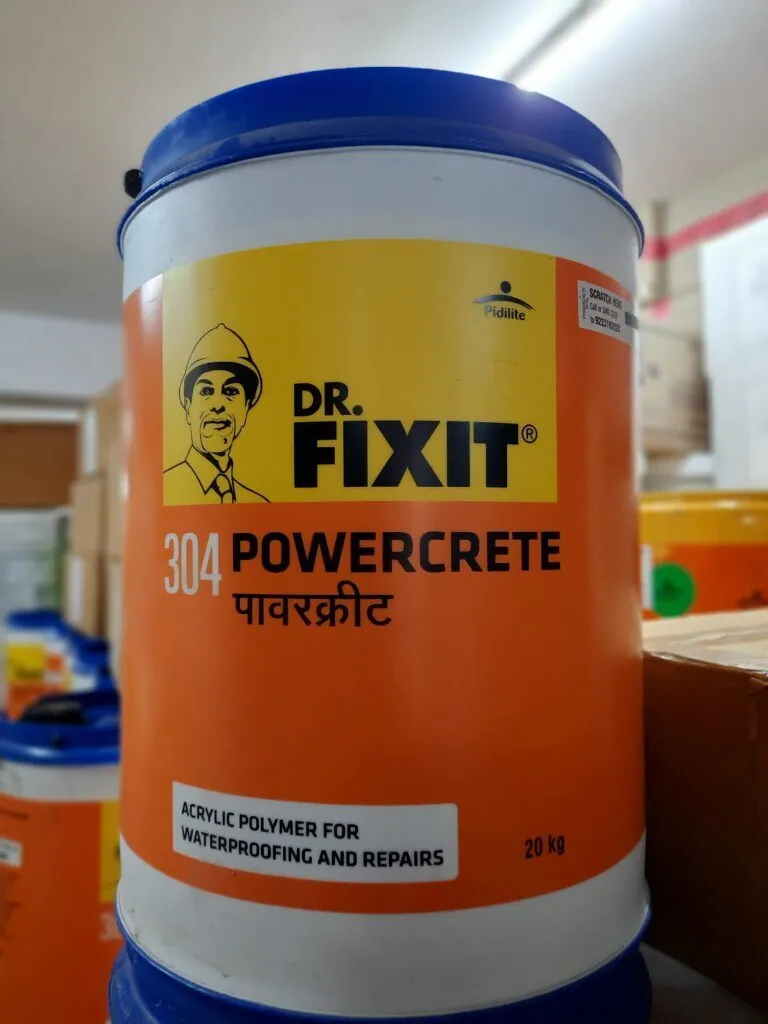 Pidilite
SCRATCH HERE
DR.
FIXIT®
304 POWERCRETE
पावरक्रीट
ACRYLIC POLYMER FOR
WATERPROOFING AND REPAIRS
20 kg